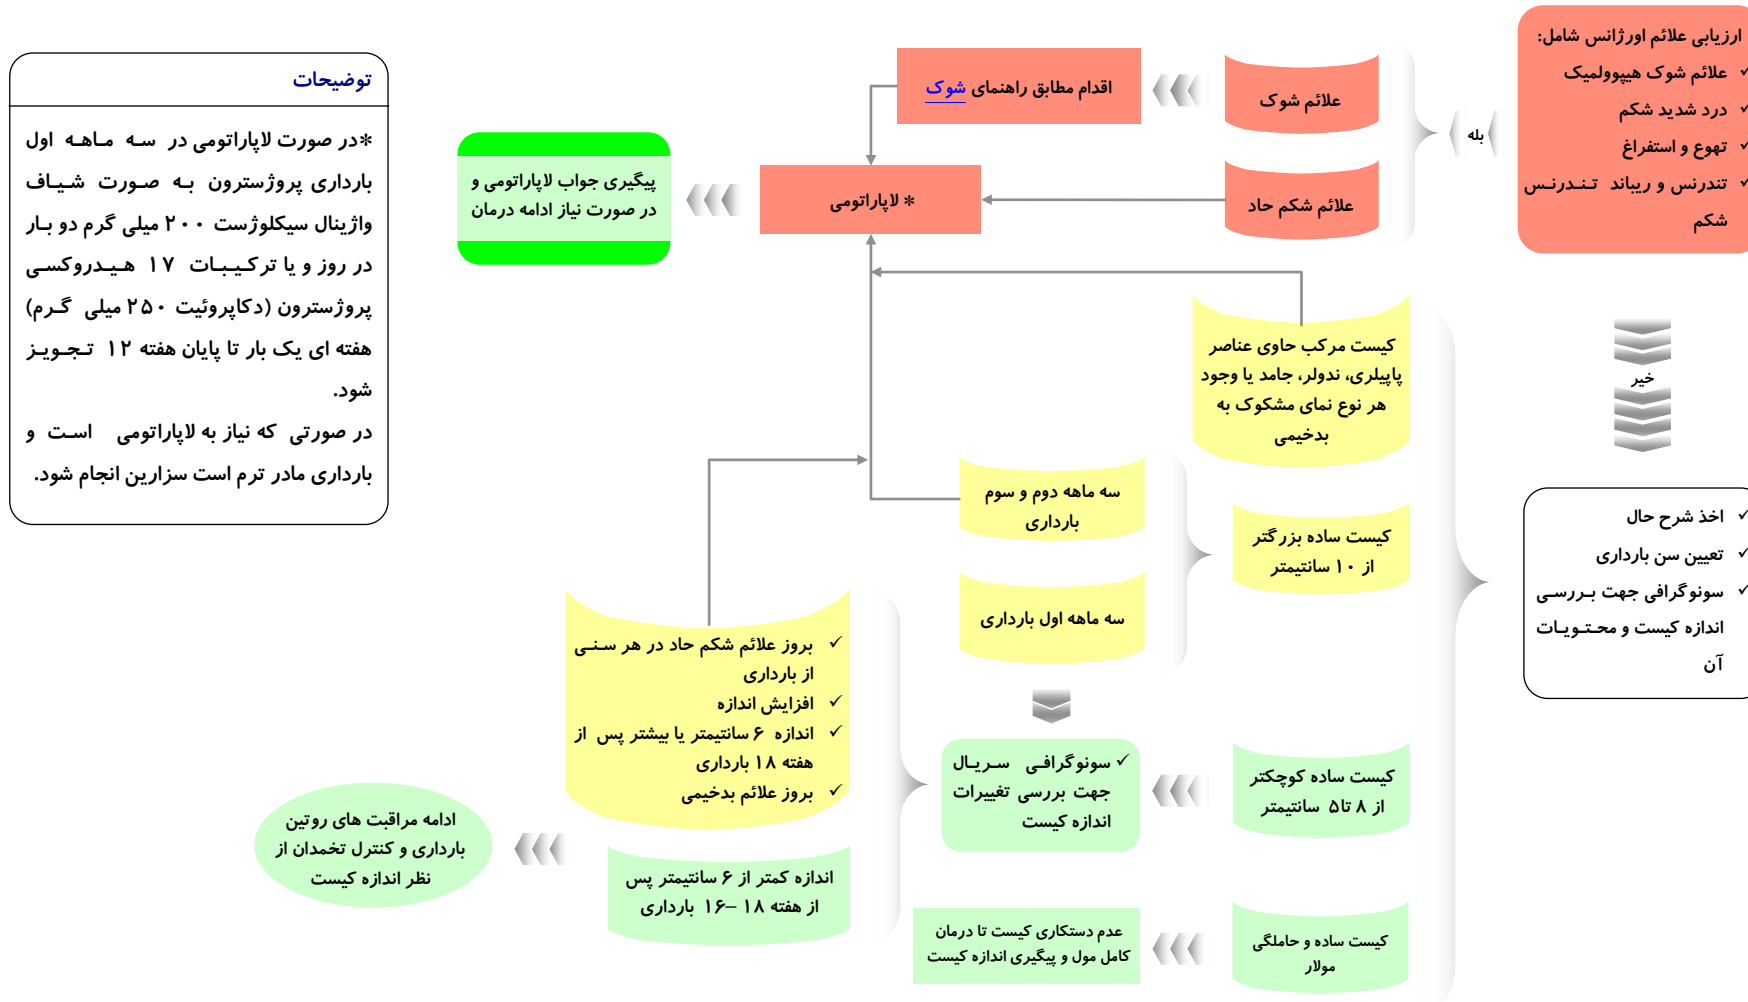 ارزیابی علائم اورژانس شامل:
✓ علائم شوک هیپوولمیک
✓ درد شدید شکم
✓ تهوع و استفراغ
✓ تندرنس و ریباند تندرنس
شکم
بله
علائم شوک
اقدام مطابق راهنمای شوک
علائم شکم حاد
* لاپاراتومی
پیگیری جواب لاپاراتومی و
در صورت نیاز ادامه درمان
توضیحات
*در صورت لاپاراتومی در سه ماهه اول
بارداری پروژسترون به صورت شیاف
واژینال سیکلوژست ۲۰۰ میلی گرم دو بار
در روز و یا ترکیبات ۱۷ هیدروکسی
پروژسترون (دکاپروئیت ۲۵۰ میلی گرم)
هفته ای یک بار تا پایان هفته ۱۲ تجویز
شود.
در صورتی که نیاز به لاپاراتومی است و
بارداری مادر ترم است سزارین انجام شود.
خیر
✓ اخذ شرح حال
✓ تعیین سن بارداری
✓ سونوگرافی جهت بررسی
اندازه کیست و محتویات
آن
کیست مرکب حاوی عناصر
پاپیلری، ندولر، جامد یا وجود
هر نوع نمای مشکوک به
بدخیمی
کیست ساده بزرگتر
از ۱۰ سانتیمتر
سه ماهه دوم و سوم
بارداری
سه ماهه اول بارداری
کیست ساده کوچکتر
از ۸ تا۵ سانتیمتر
✓ سونوگرافی سریال
جهت بررسی تغییرات
اندازه کیست
✓ بروز علائم شکم حاد در هر سنی
از بارداری
✓ افزایش اندازه
✓ اندازه ۶ سانتیمتر یا بیشتر پس از
هفته ۱۸ بارداری
✓ بروز علائم بدخیمی
اندازه کمتر از ۶ سانتیمتر پس
از هفته ۱۸ –۱۶ بارداری
ادامه مراقبت های روتین
بارداری و کنترل تخمدان از
نظر اندازه کیست
کیست ساده و حاملگی
مولار
عدم دستکاری کیست تا درمان
کامل مول و پیگیری اندازه کیست